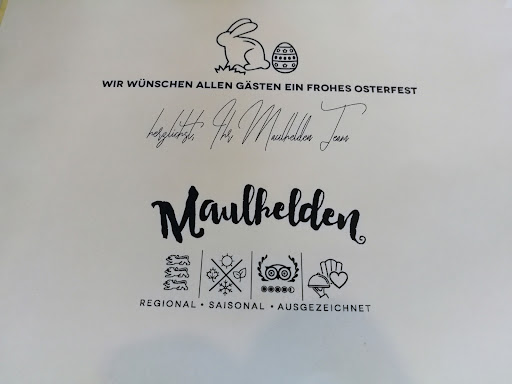 WIR WÜNSCHEN ALLEN GÄSTEN EIN FROHES OSTERFEST
herzlichst, Ihr Maulhelden Team
Maulhelden
REGIONAL • SAISONAL • AUSGEZEICHNET